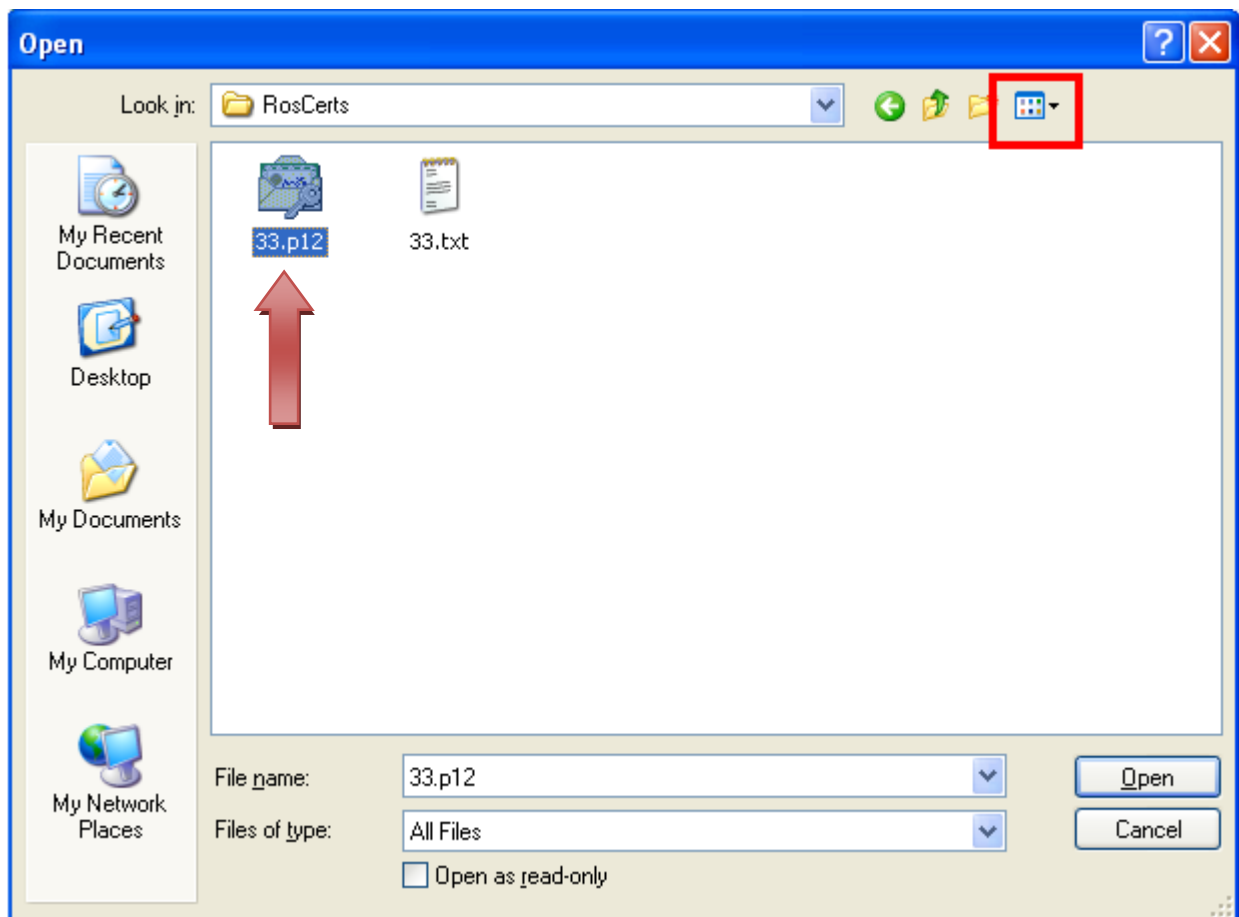 Open
Look in: RosCerts
33.p12
33.txt
My Recent
Documents
Desktop
My Documents
My Computer
My Network
Places
File name: 33.p12
Open
Files of type: All Files
Cancel
Open as read-only